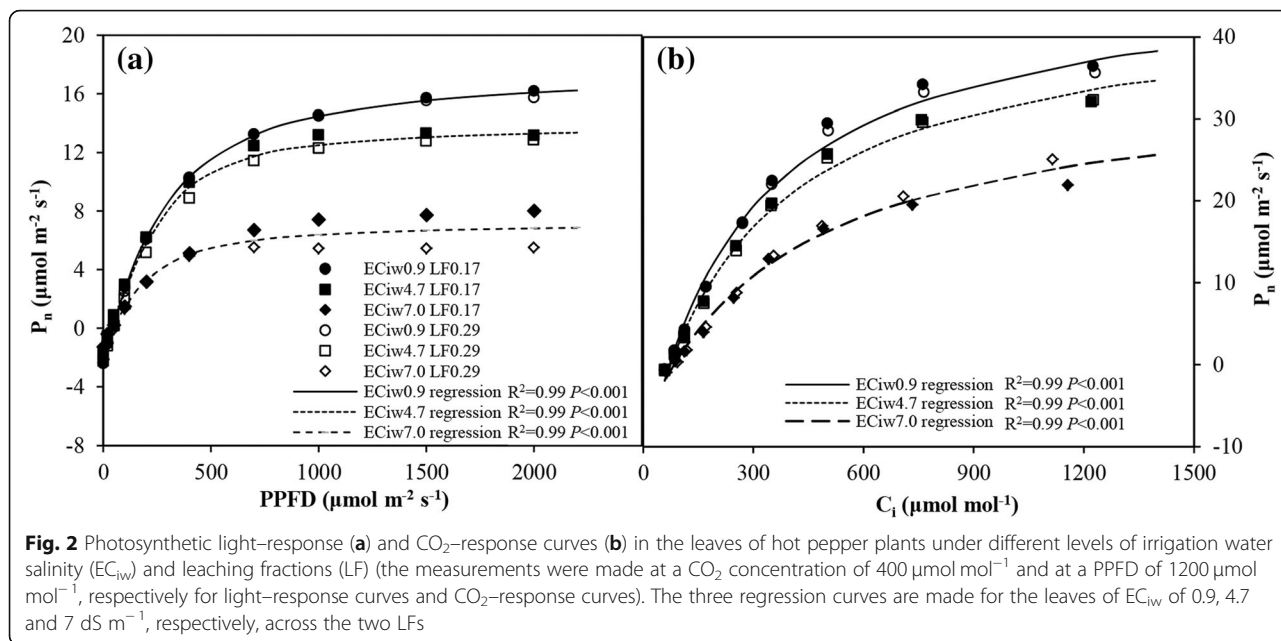 (a)
20
16
12
8
4
0
-4
-8
Pn (µmol m-2 s-1)
0 500 1000 1500 2000
PPFD (µmol m-2 s-1)
ECiw0.9 LF0.17
ECiw4.7 LF0.17
ECiw7.0 LF0.17
ECiw0.9 LF0.29
ECiw4.7 LF0.29
ECiw7.0 LF0.29
ECiw0.9 regression R2=0.99 P<0.001
ECiw4.7 regression R2=0.99 P<0.001
ECiw7.0 regression R2=0.99 P<0.001
(b)
40
30
20
10
0
-10
Pn (µmol m-2 s-1)
0 300 600 900 1200 1500
Ci (µmol mol-1)
ECiw0.9 regression R2=0.99 P<0.001
ECiw4.7 regression R2=0.99 P<0.001
ECiw7.0 regression R2=0.99 P<0.001
Fig. 2 Photosynthetic light–response (a) and CO2–response curves (b) in the leaves of hot pepper plants under different levels of irrigation water
salinity (ECiw) and leaching fractions (LF) (the measurements were made at a CO2 concentration of 400 µmol mol−1 and at a PPFD of 1200 µmol
mol−1, respectively for light–response curves and CO2–response curves). The three regression curves are made for the leaves of ECiw of 0.9, 4.7
and 7 dS m−1, respectively, across the two LFs